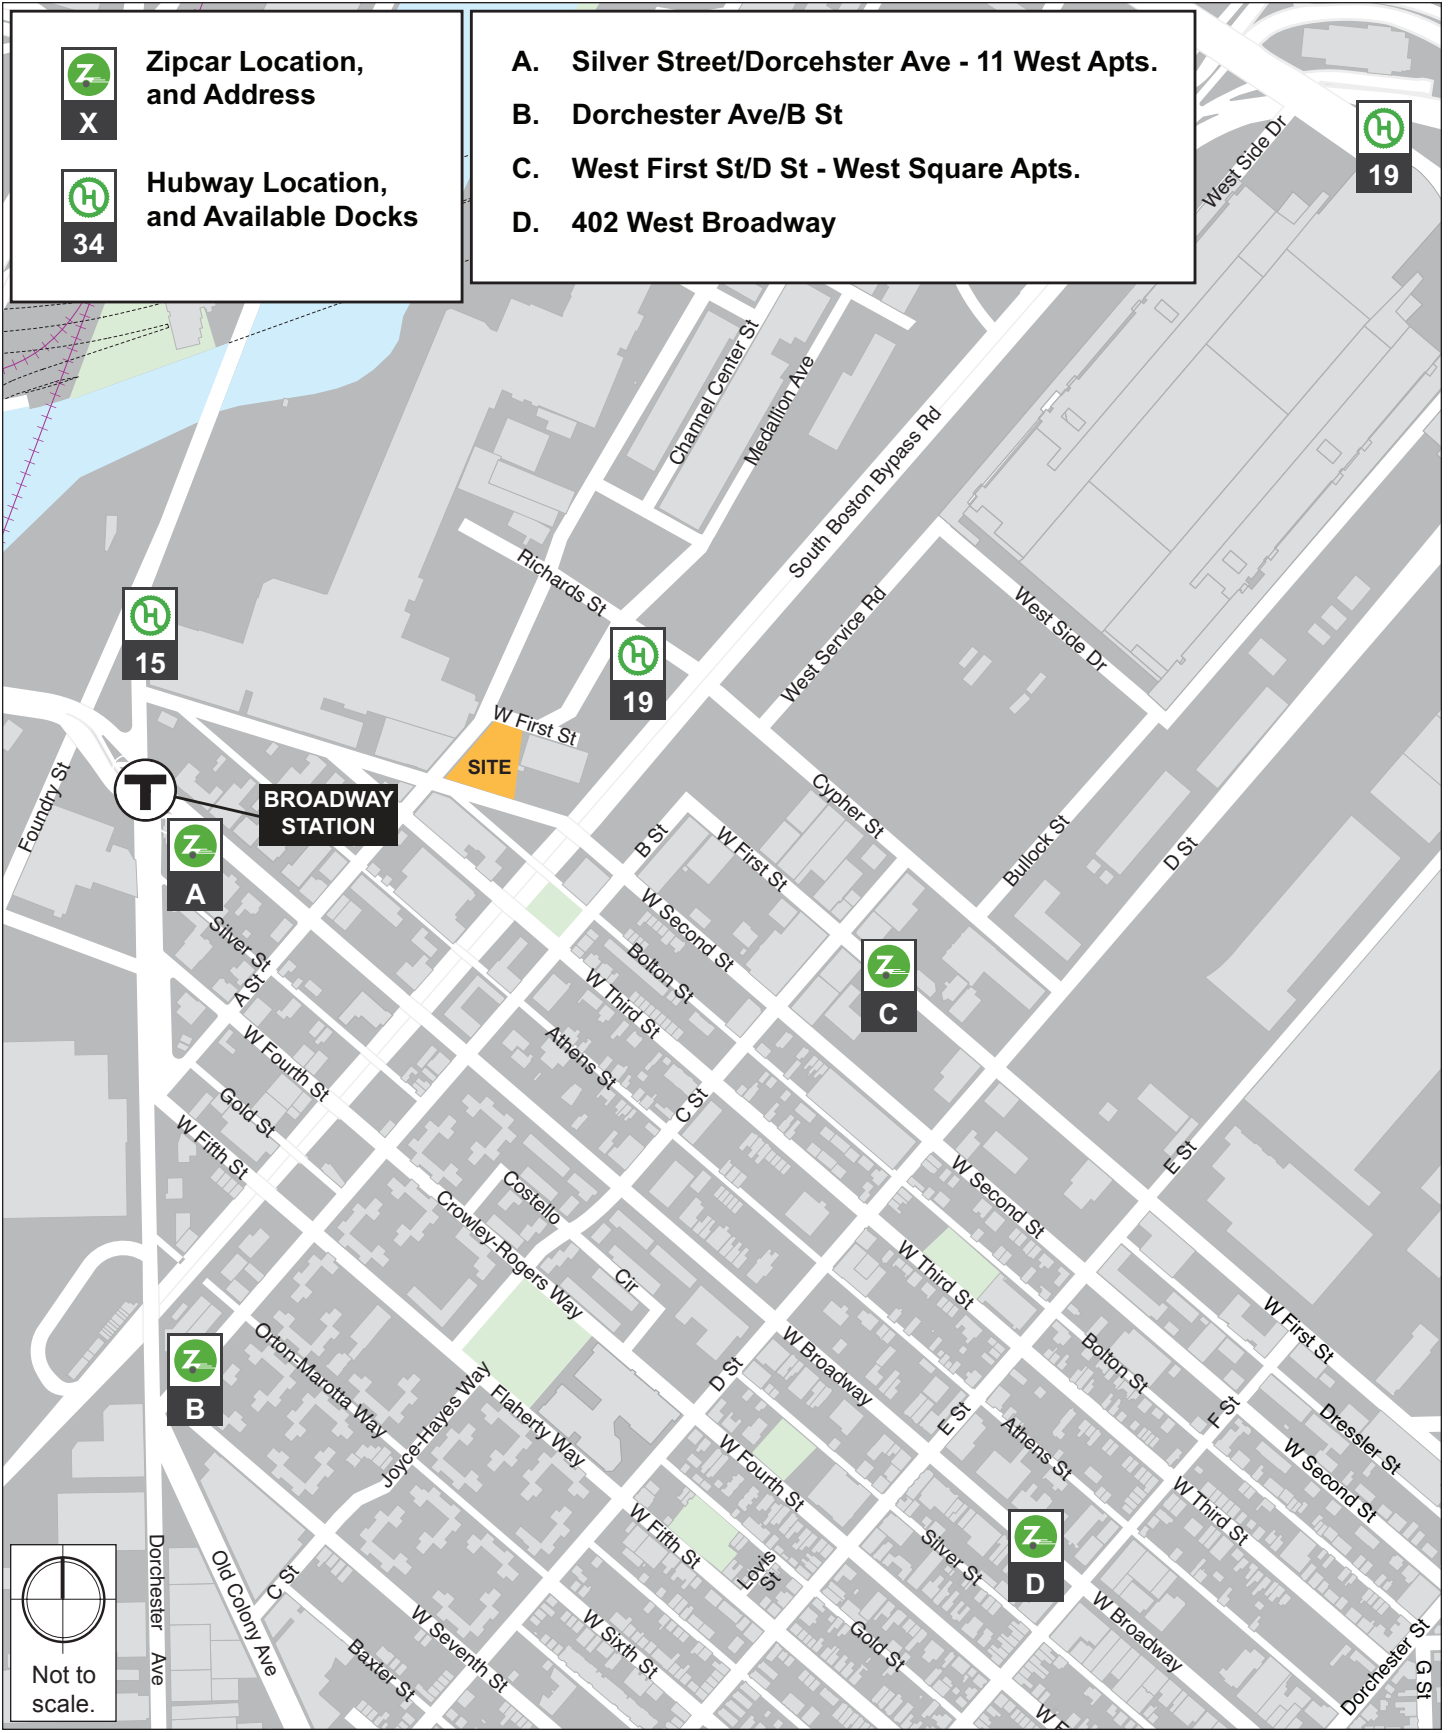 Zipcar Location,
and Address
X
Hubway Location,
and Available Docks
34
A. Silver Street/Dorcehster Ave - 11 West Apts.
B. Dorchester Ave/B St
C. West First St/D St - West Square Apts.
D. 402 West Broadway
West Side Dr
19
Channel Center St
Medallion Ave
South Boston Bypass Rd
Richards St
West Service Rd
West Side Dr
15
19
W First St
SITE
Foundry St
T
BROADWAY
STATION
A
Cypher St
B St
W First St
Bullock St
D St
Silver St
A St
W Second St
Bolton St
W Third St
C
W Fourth St
Athens St
Gold St
C St
W Fifth St
E St
Costello
Cir
Crowley-Rogers Way
W Second St
W Third St
B
Orton-Marotta Way
Joyce-Hayes Way
Flaherty Way
D St
W Broadway
W First St
Bolton St
F St
E St
Dressler St
W Second St
Athens St
W Fourth St
W Third St
W Fifth St
Lovis
St
Silver St
D
Dorchester Ave
Old Colony Ave
C St
W Seventh St
W Sixth St
Baxter St
Gold St
W Broadway
Dorchester St
G St
W F
Not to
scale.